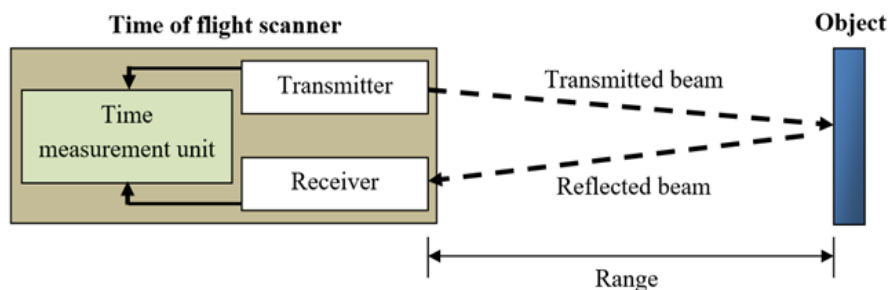 Time of flight scanner
Object
Transmitter
Transmitted beam
Time
measurement unit
Receiver
Reflected beam
Range